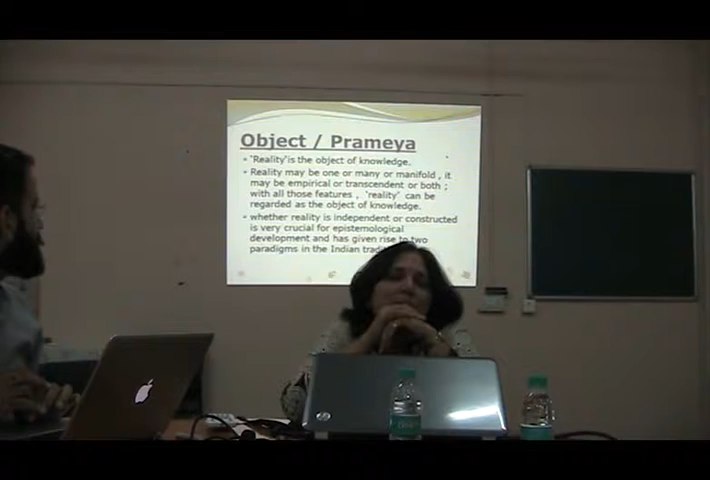 Object / Prameya
'Reality'is the object of knowledge.
Reality may be one or many or manifold , it
may be empirical or transcendent or both ;
with all those features , 'reality' can be
regarded as the object of knowledge.
whether reality is independent or constructed
is very crucial for epistemological
development and has given rise to two
paradigms in the Indian
hp